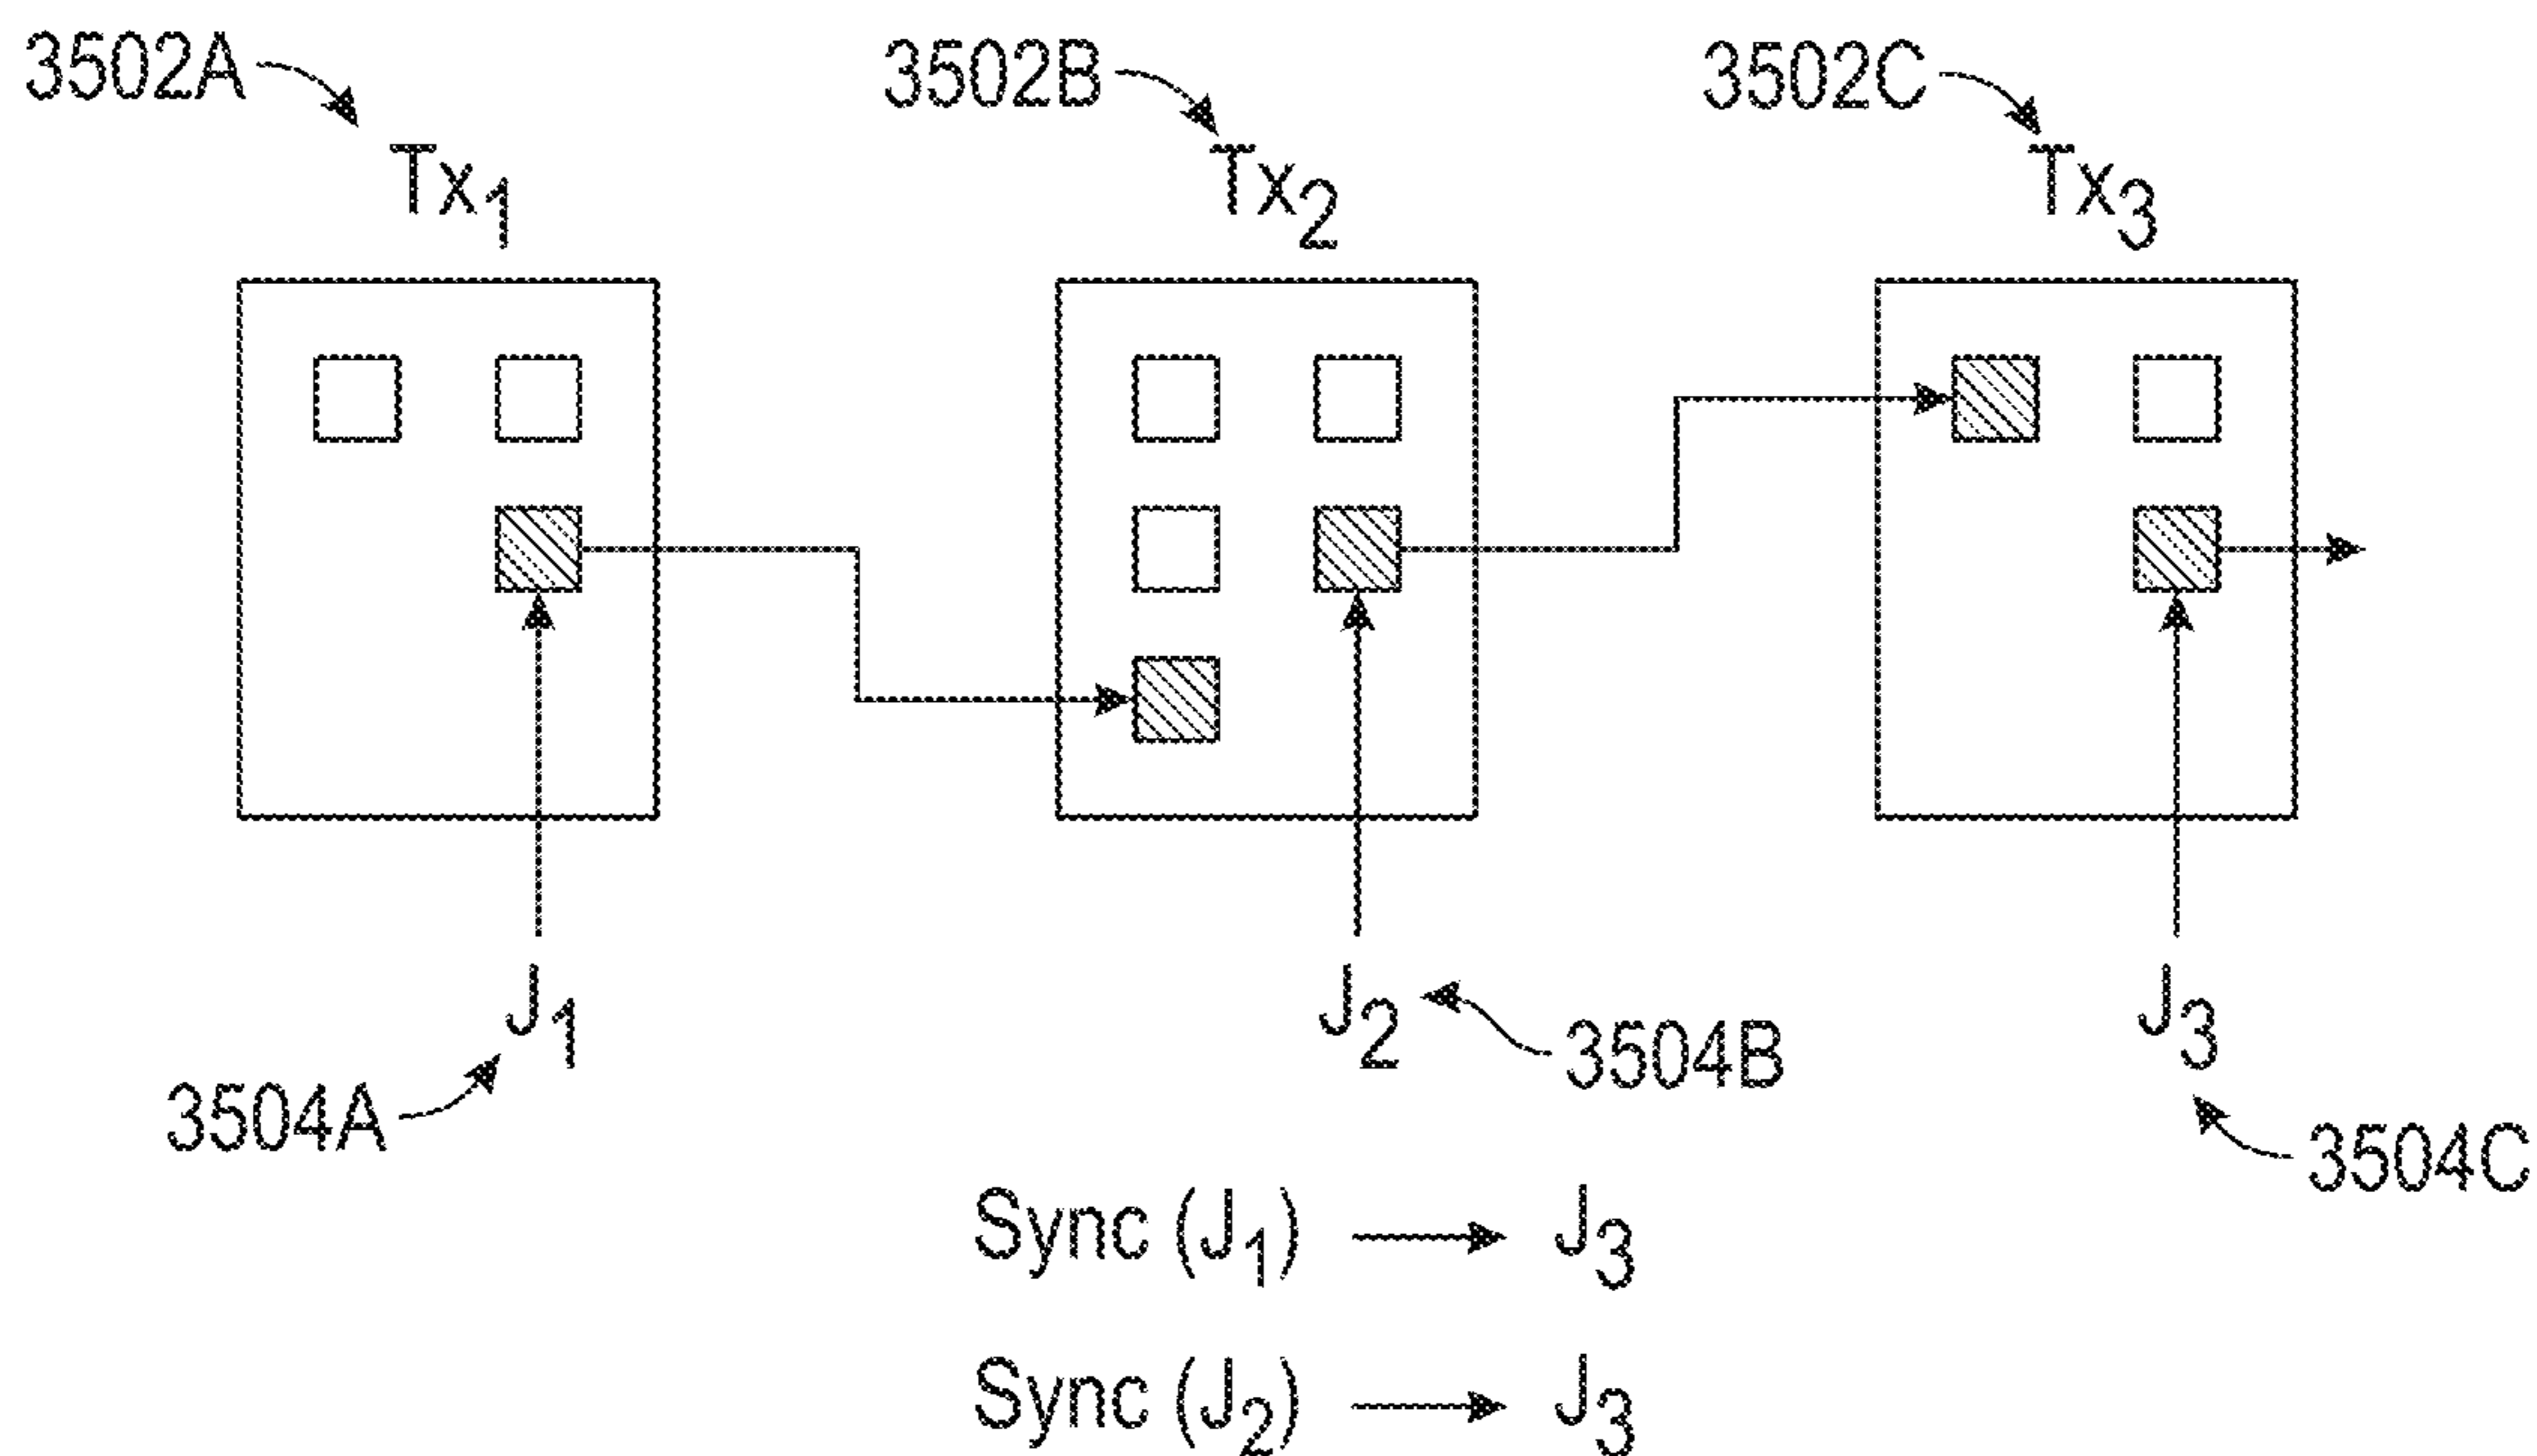 3502A
3502B
3502C
Tx1
Tx2
Tx3
J1
J2
J3
3504A
3504B
3504C
Sync (J1) → J3
Sync (J2) → J3